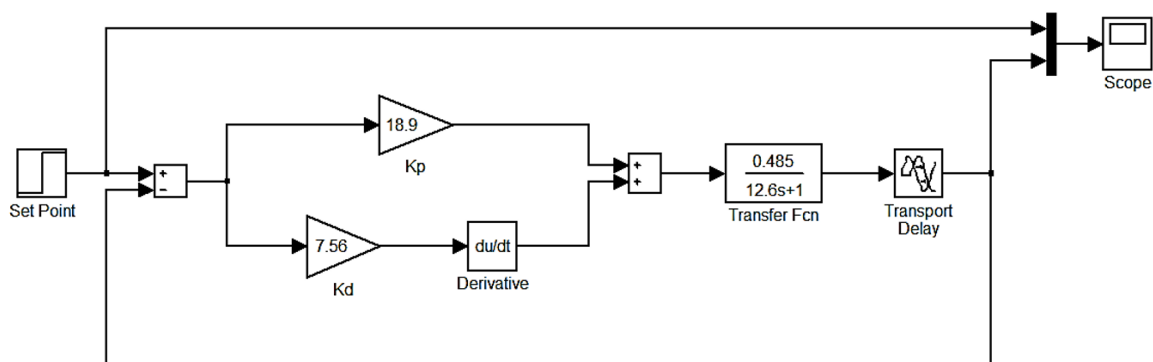 Scope
18.9
Kp
+
+
0.485
12.6s+1
Transfer Fcn
Transport
Delay
+
−
Set Point
7.56
Kd
du/dt
Derivative